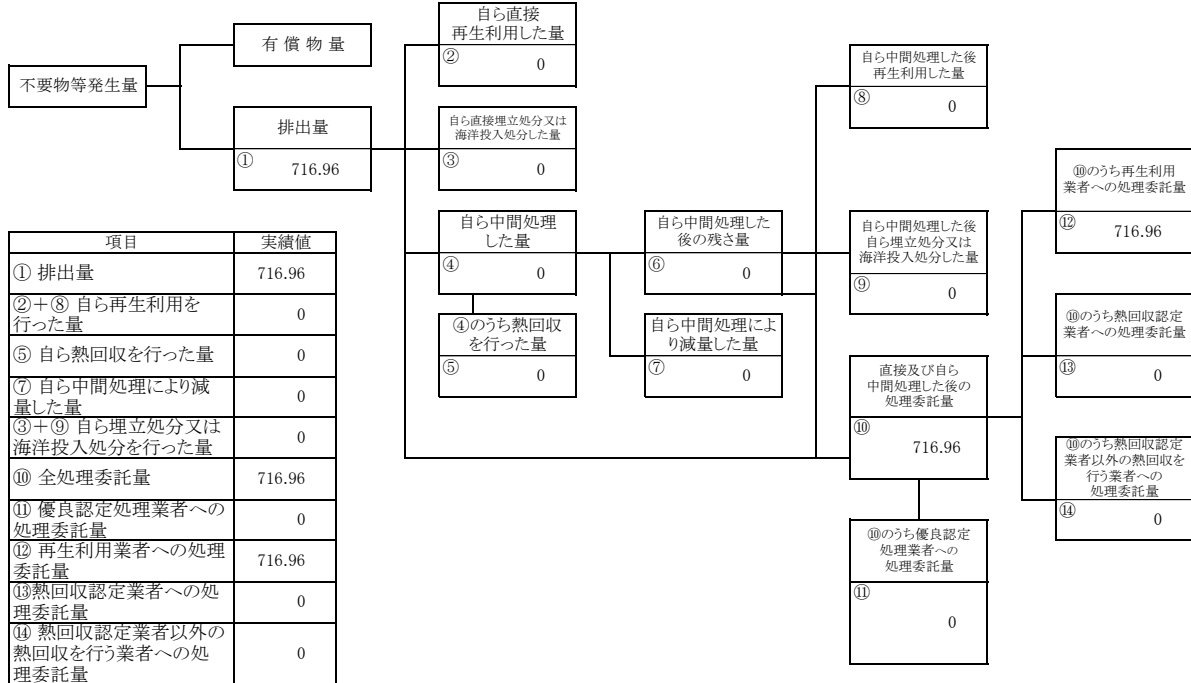 不要物等発生量
有 償 物 量
排出量
①
716.96
自ら直接
再生利用した量
②
0
自ら直接埋立処分又は
海洋投入処分した量
③
0
自ら中間処理
した量
④
0
④のうち熱回収
を行った量
⑤
0
自ら中間処理した
後の残さ量
⑥
0
自ら中間処理によ
り減量した量
⑦
0
自ら中間処理した後
再生利用した量
⑧
0
自ら中間処理した後
自ら埋立処分又は
海洋投入処分した量
⑨
0
直接及び自ら
中間処理した後の
処理委託量
⑩
716.96
⑩のうち優良認定
処理業者への
処理委託量
⑪
0
⑩のうち再生利用
業者への処理委託量
⑫
716.96
⑩のうち熱回収認定
業者への処理委託量
⑬
0
⑩のうち熱回収認定
業者以外の熱回収を
行う業者への
処理委託量
⑭
0
項目 実績値
① 排出量 716.96
②+⑧ 自ら再生利用を
行った量 0
⑤ 自ら熱回収を行った量 0
⑦ 自ら中間処理により減
量した量 0
③+⑨ 自ら埋立処分又は
海洋投入処分を行った量 0
⑩ 全処理委託量 716.96
⑪ 優良認定処理業者への
処理委託量 0
⑫ 再生利用業者への処理
委託量 716.96
⑬熱回収認定業者への処
理委託量 0
⑭ 熱回収認定業者以外の
熱回収を行う業者への処
理委託量 0